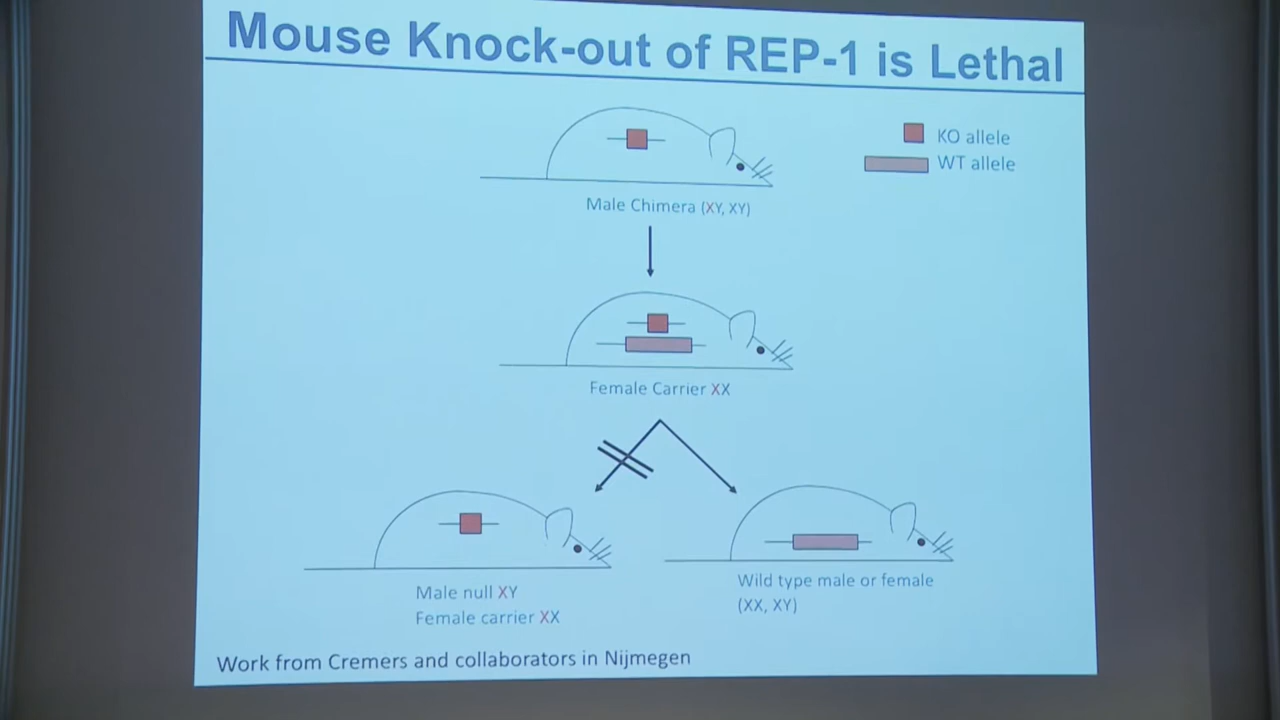 Mouse Knock-out of REP-1 is Lethal
KO allele
WT allele
Male Chimera (XY, XY)
Female Carrier XX
Male null XY
Female carrier XX
Wild type male or female
(XX, XY)
Work from Cremers and collaborators in Nijmegen